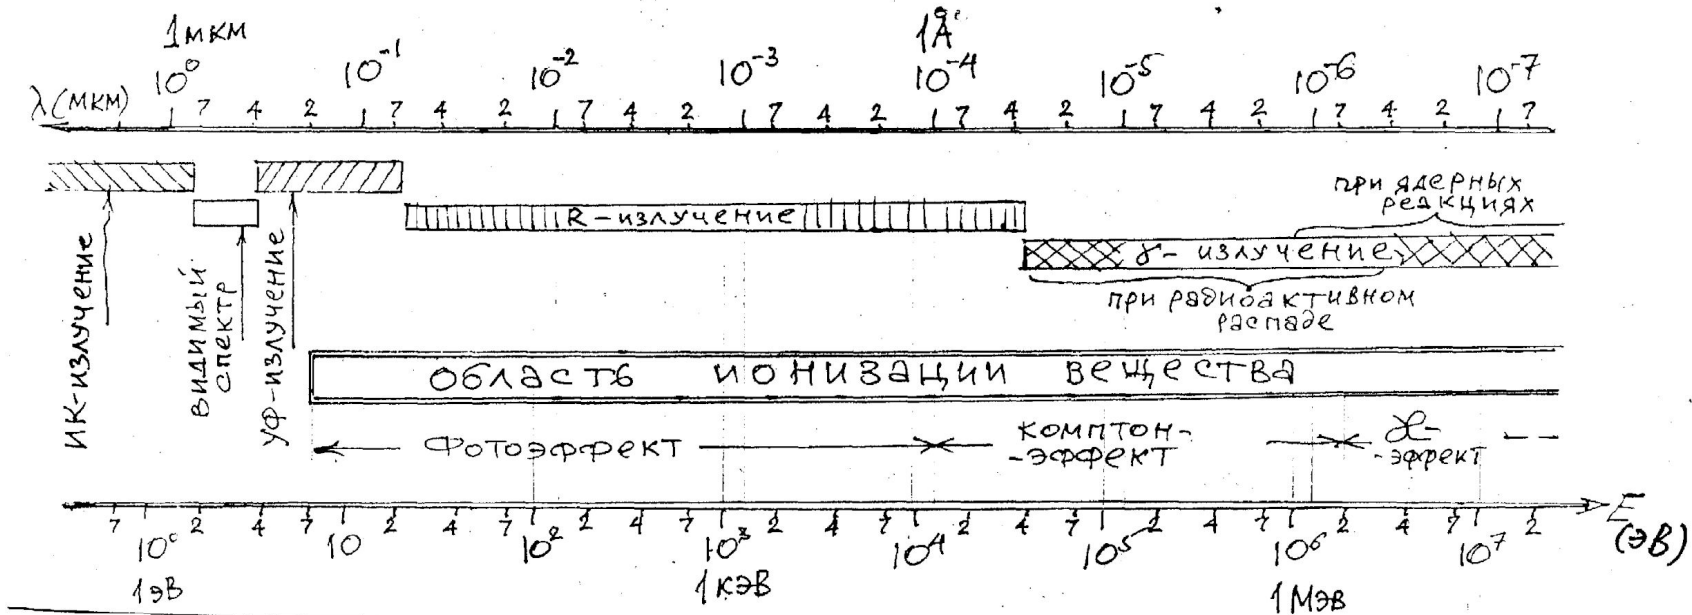 1мкм 1Å
10⁰ 10⁻¹ 10⁻² 10⁻³ 10⁻⁴ 10⁻⁵ 10⁻⁶ 10⁻⁷
λ(мкм) 7 4 2 7 4 2 7 4 2 7 4 2 7 4 2 7 4 2 7 4 2 7
при ядерных
реакциях
R-излучение
γ- излучение
при радиоактивном
распаде
ИК-излучение
видимый
спектр
УФ-излучение
область ионизации вещества
Фотоэффект
комптон-
-эффект
æ-
-эффект
E
(эВ)
7 2 4 7 2 4 7 2 4 7 2 4 7 2 4 7 2 4 7 2
10⁰ 10 10² 10³ 10⁴ 10⁵ 10⁶ 10⁷
1эВ 1кэВ 1Мэв